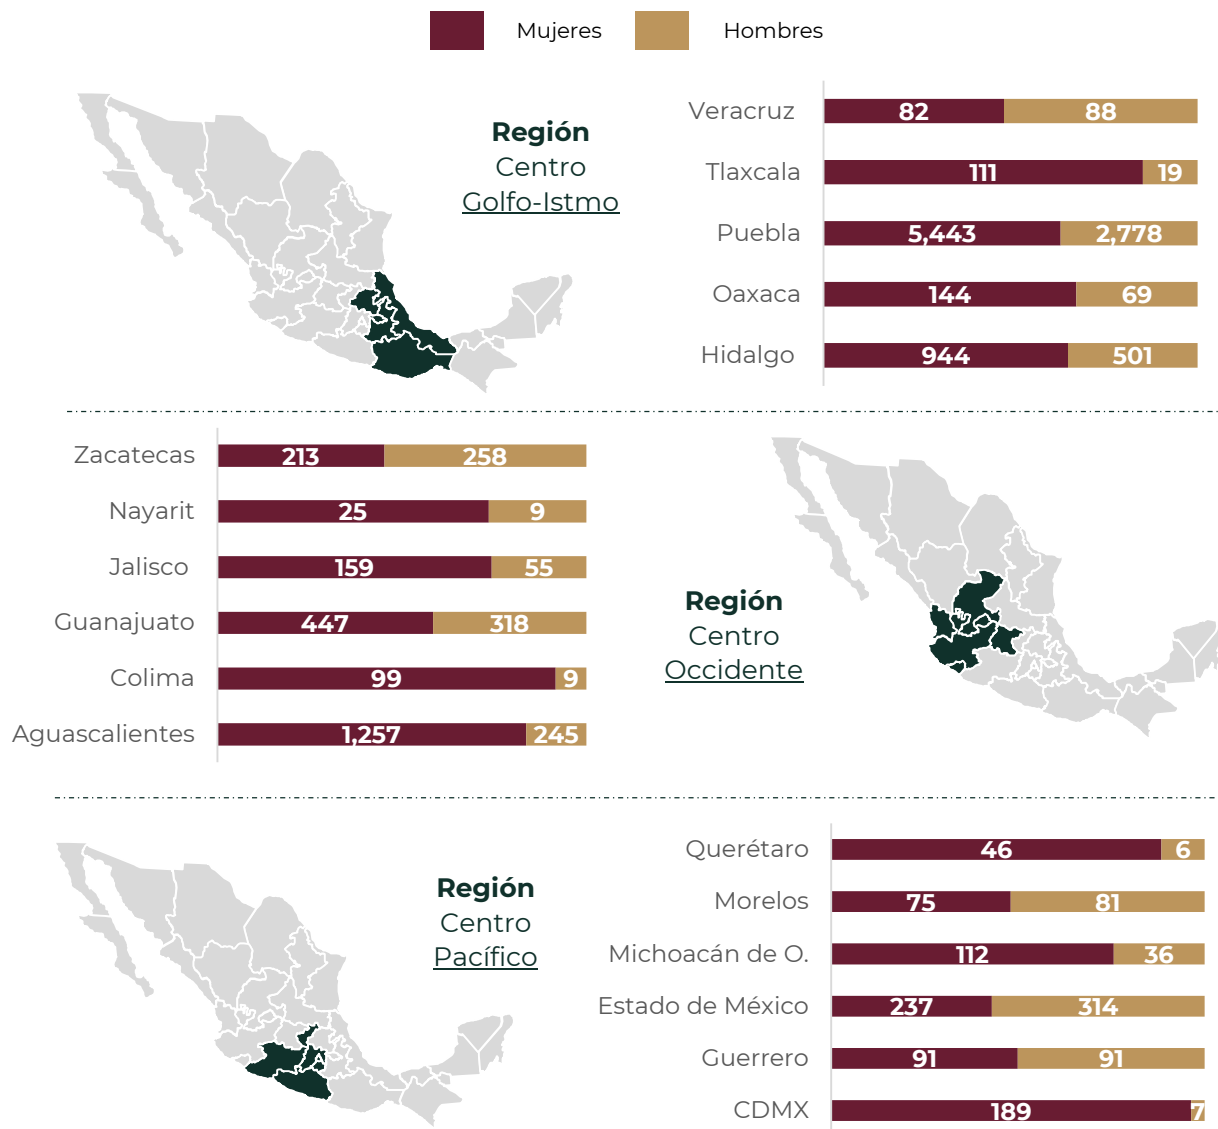 Mujeres Hombres
Región
Centro
Golfo-Istmo
Veracruz 82 88
Tlaxcala 111 19
Puebla 5,443 2,778
Oaxaca 144 69
Hidalgo 944 501
Zacatecas 213 258
Nayarit 25 9
Jalisco 159 55
Guanajuato 447 318
Colima 99 9
Aguascalientes 1,257 245
Región
Centro
Occidente
Región
Centro
Pacífico
Querétaro 46 6
Morelos 75 81
Michoacán de O. 112 36
Estado de México 237 314
Guerrero 91 91
CDMX 189 7